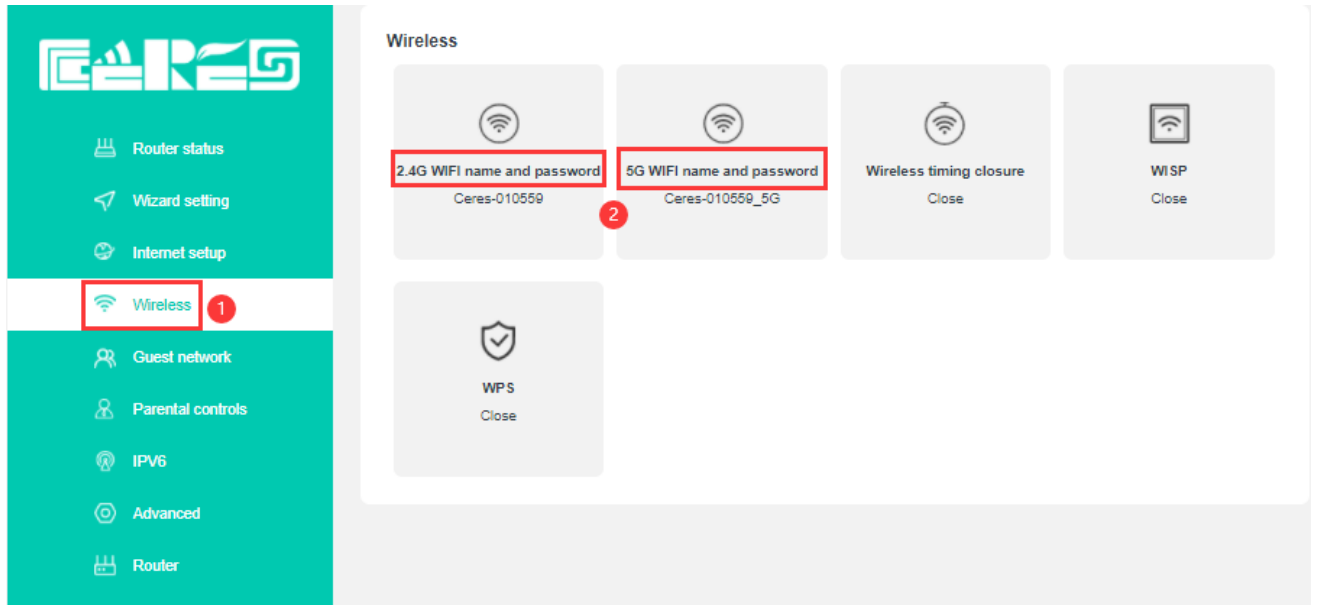 CERES
Router status
Wizard setting
Internet setup
Wireless
1
Guest network
Parental controls
IPV6
Advanced
Router
Wireless
2.4G WIFI name and password
Ceres-010559
2
5G WIFI name and password
Ceres-010559_5G
Wireless timing closure
Close
WISP
Close
WPS
Close